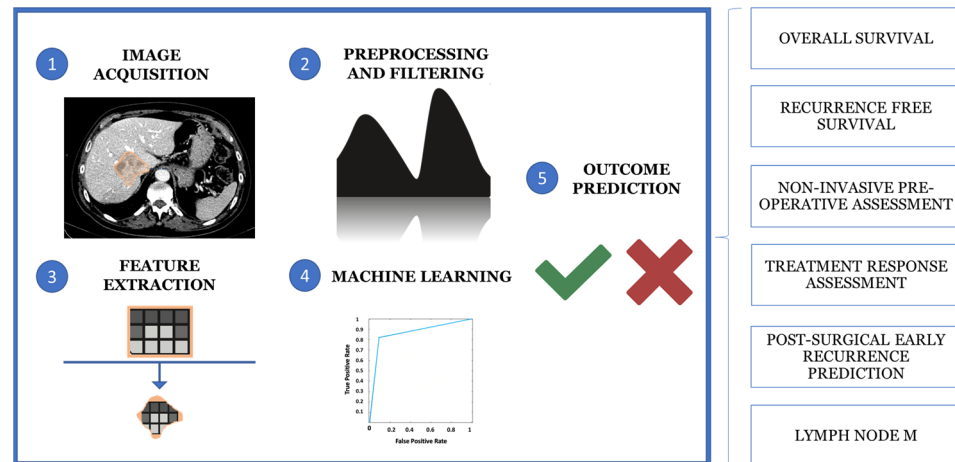 1
IMAGE
ACQUISITION
2
PREPROCESSING
AND FILTERING
3
FEATURE
EXTRACTION
4
MACHINE LEARNING
1
0.9
0.8
0.7
0.6
0.5
0.4
0.3
0.2
0.1
True Positive Rate
0
0.2
0.4
0.6
0.8
1
False Positive Rate
5
OUTCOME
PREDICTION
OVERALL SURVIVAL
RECURRENCE FREE
SURVIVAL
NON-INVASIVE PRE-
OPERATIVE ASSESSMENT
TREATMENT RESPONSE
ASSESSMENT
POST-SURGICAL EARLY
RECURRENCE
PREDICTION
LYMPH NODE M